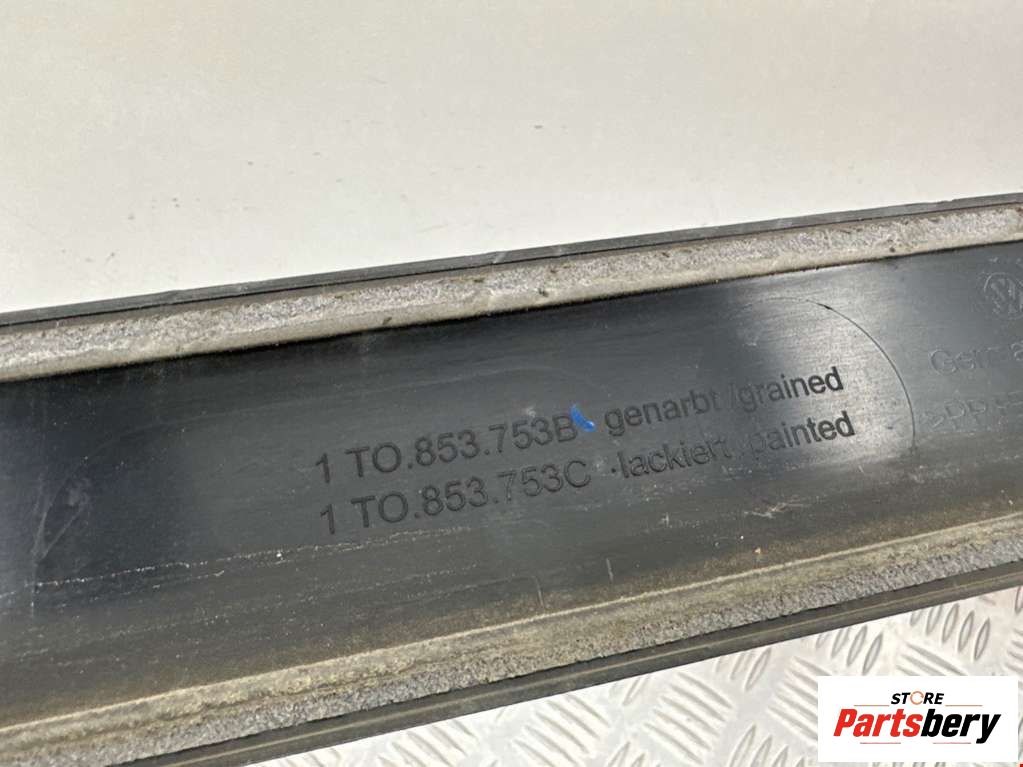 1 TO.853.753B genarbt/grained
1 TO.853.753C ·lackiert painted
STORE
Partsbery